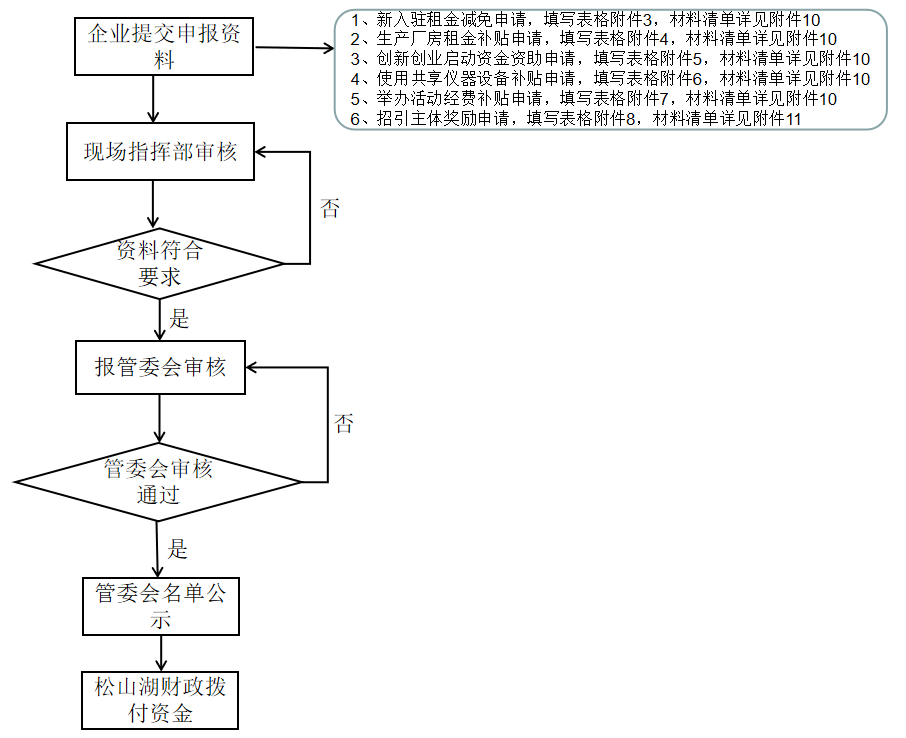 企业提交申报资
料
1、新入驻租金减免申请，填写表格附件3，材料清单详见附件10
2、生产厂房租金补贴申请，填写表格附件4，材料清单详见附件10
3、创新创业启动资金资助申请，填写表格附件5，材料清单详见附件10
4、使用共享仪器设备补贴申请，填写表格附件6，材料清单详见附件10
5、举办活动经费补贴申请，填写表格附件7，材料清单详见附件10
6、招引主体奖励申请，填写表格附件8，材料清单详见附件11
现场指挥部审核
否
资料符合
要求
是
报管委会审核
否
管委会审核
通过
是
管委会名单公
示
松山湖财政拨
付资金